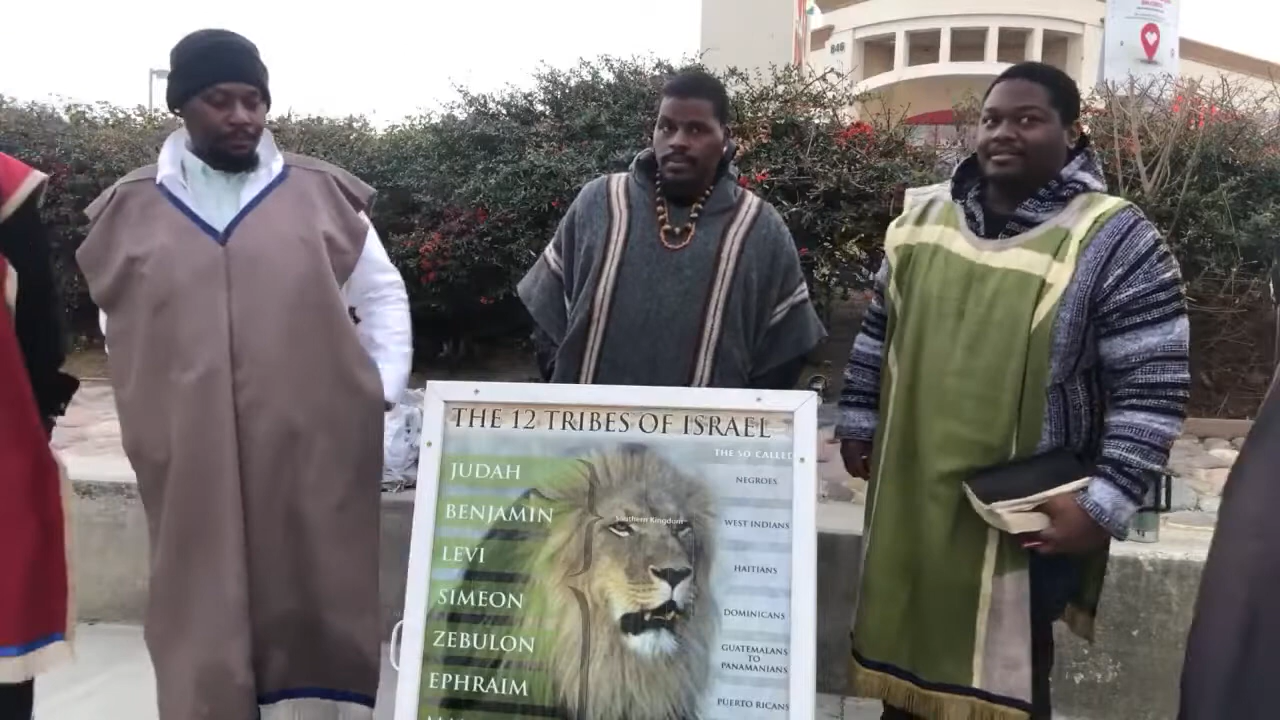 846
THE 12 TRIBES OF ISRAEL
THE SO CALLED
JUDAH
NEGROES
BENJAMIN
Southern Kingdom
WEST INDIANS
LEVI
HAITIANS
SIMEON
DOMINICANS
ZEBULON
GUATEMALANS
TO
PANAMANIANS
EPHRAIM
PUERTO RICANS